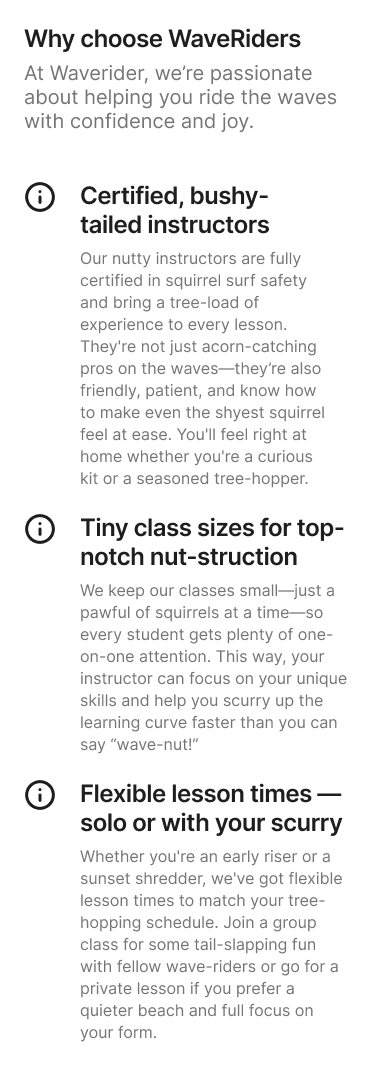 Why choose WaveRiders
At Waverider, we’re passionate
about helping you ride the waves
with confidence and joy.
Certified, bushy-
tailed instructors
Our nutty instructors are fully
certified in squirrel surf safety
and bring a tree-load of
experience to every lesson.
They're not just acorn-catching
pros on the waves—they’re also
friendly, patient, and know how
to make even the shyest squirrel
feel at ease. You'll feel right at
home whether you're a curious
kit or a seasoned tree-hopper.
Tiny class sizes for top-
notch nut-struction
We keep our classes small—just a
pawful of squirrels at a time—so
every student gets plenty of one-
on-one attention. This way, your
instructor can focus on your unique
skills and help you scurry up the
learning curve faster than you can
say “wave-nut!”
Flexible lesson times —
solo or with your scurry
Whether you're an early riser or a
sunset shredder, we've got flexible
lesson times to match your tree-
hopping schedule. Join a group
class for some tail-slapping fun
with fellow wave-riders or go for a
private lesson if you prefer a
quieter beach and full focus on
your form.